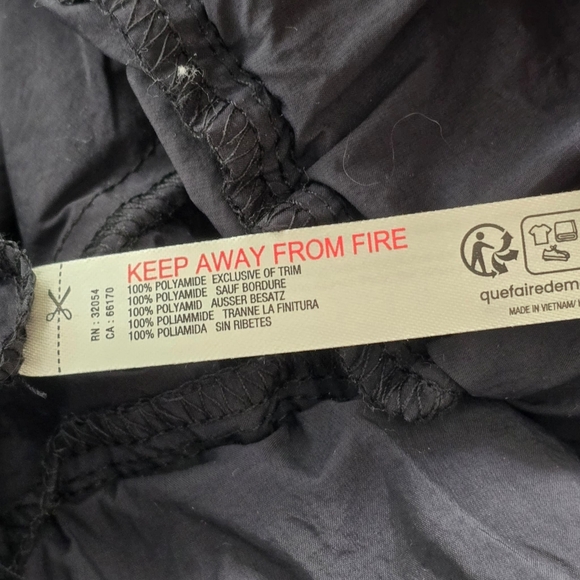 RN : 32054
CA : 66170
KEEP AWAY FROM FIRE
100% POLYAMIDE EXCLUSIVE OF TRIM
100% POLYAMIDE SAUF BORDURE
100% POLYAMID AUSSER BESATZ
100% POLIAMMIDE TRANNE LA FINITURA
100% POLIAMIDA SIN RIBETES
quefairedem
MADE IN VIETNAM/